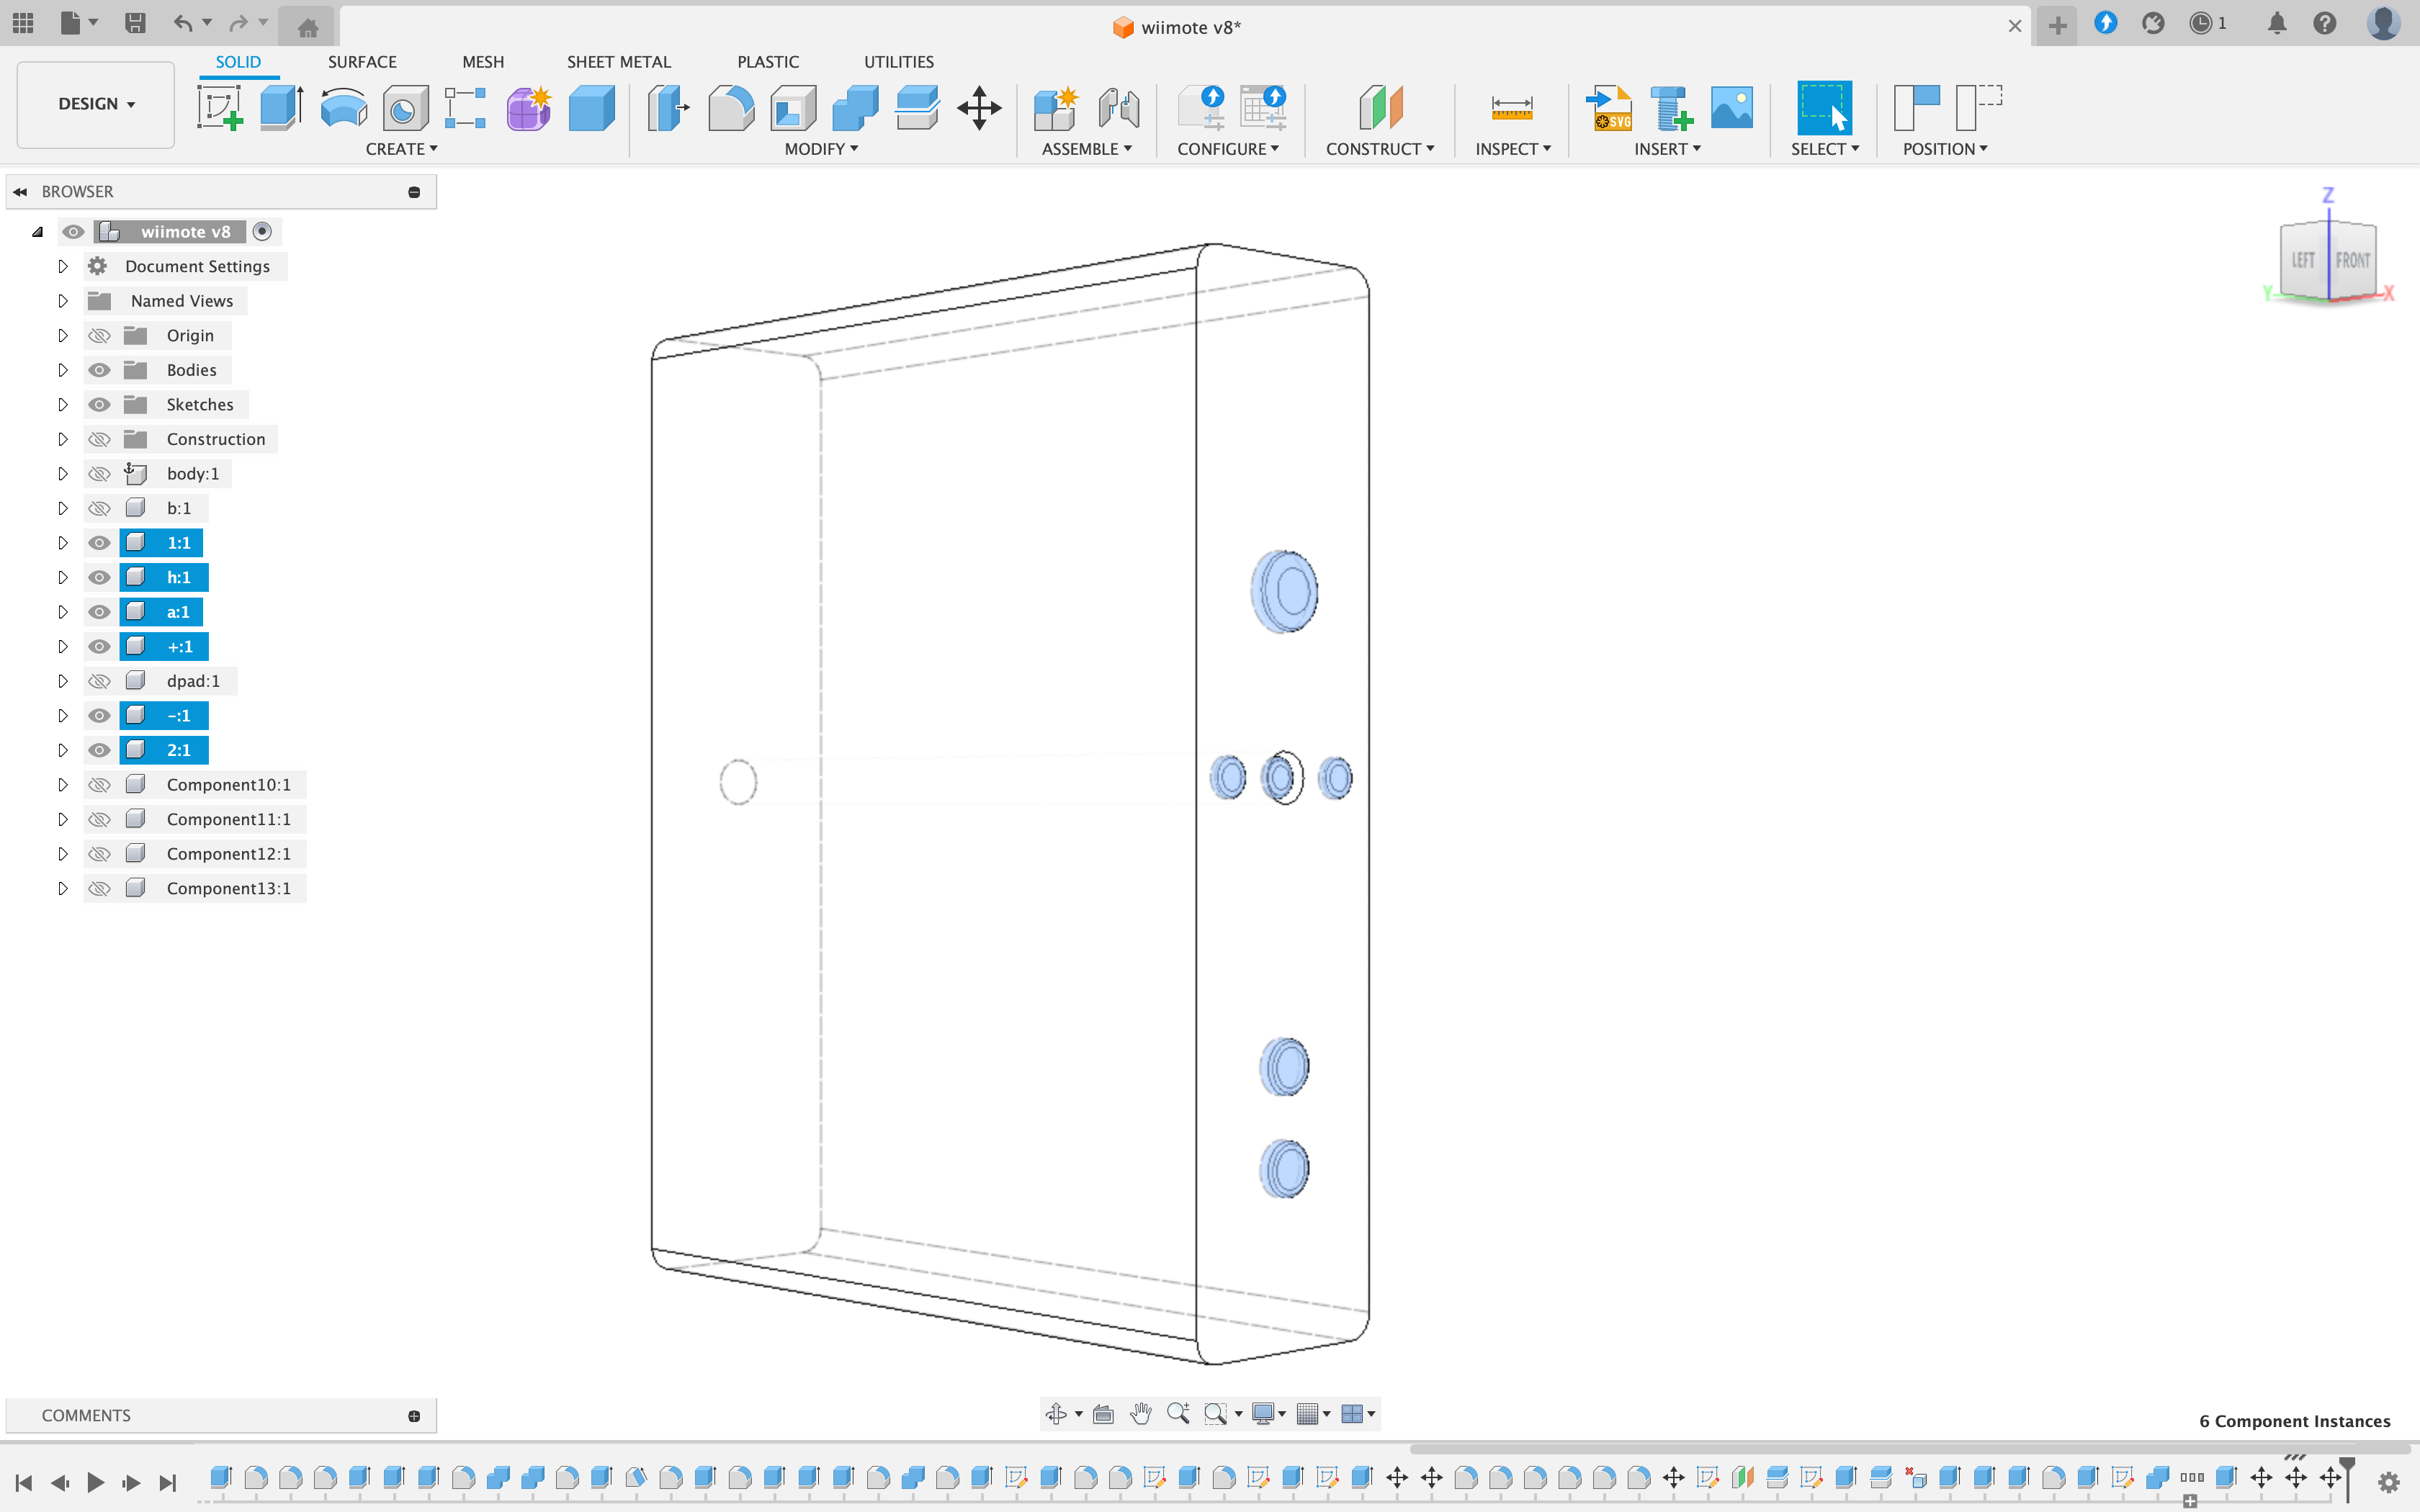 wiimote v8*
1
SOLID SURFACE MESH SHEET METAL PLASTIC UTILITIES
DESIGN
SVG
CREATE MODIFY ASSEMBLE CONFIGURE CONSTRUCT INSPECT INSERT SELECT POSITION
BROWSER
wiimote v8
Document Settings
Named Views
Origin
Bodies
Sketches
Construction
body:1
b:1
1:1
h:1
a:1
+:1
dpad:1
-:1
2:1
Component10:1
Component11:1
Component12:1
Component13:1
Z
LEFT FRONT
Y X
COMMENTS
6 Component Instances